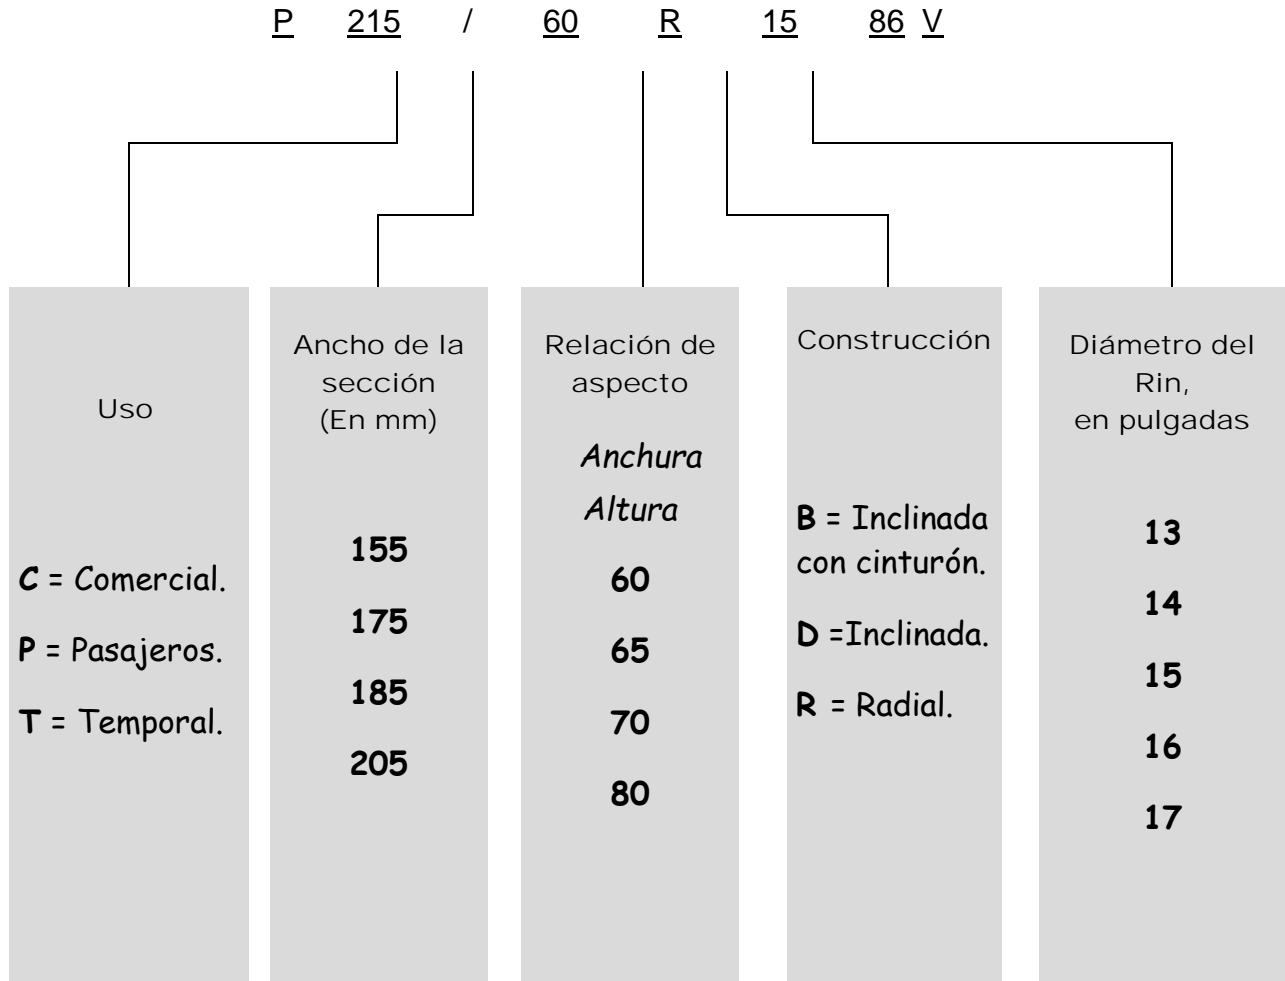 P 215 / 60 R 15 86 V
Uso
C = Comercial.
P = Pasajeros.
T = Temporal.
Ancho de la
sección
(En mm)
155
175
185
205
Relación de
aspecto
Anchura
Altura
60
65
70
80
Construcción
B = Inclinada
con cinturón.
D =Inclinada.
R = Radial.
Diámetro del
Rin,
en pulgadas
13
14
15
16
17